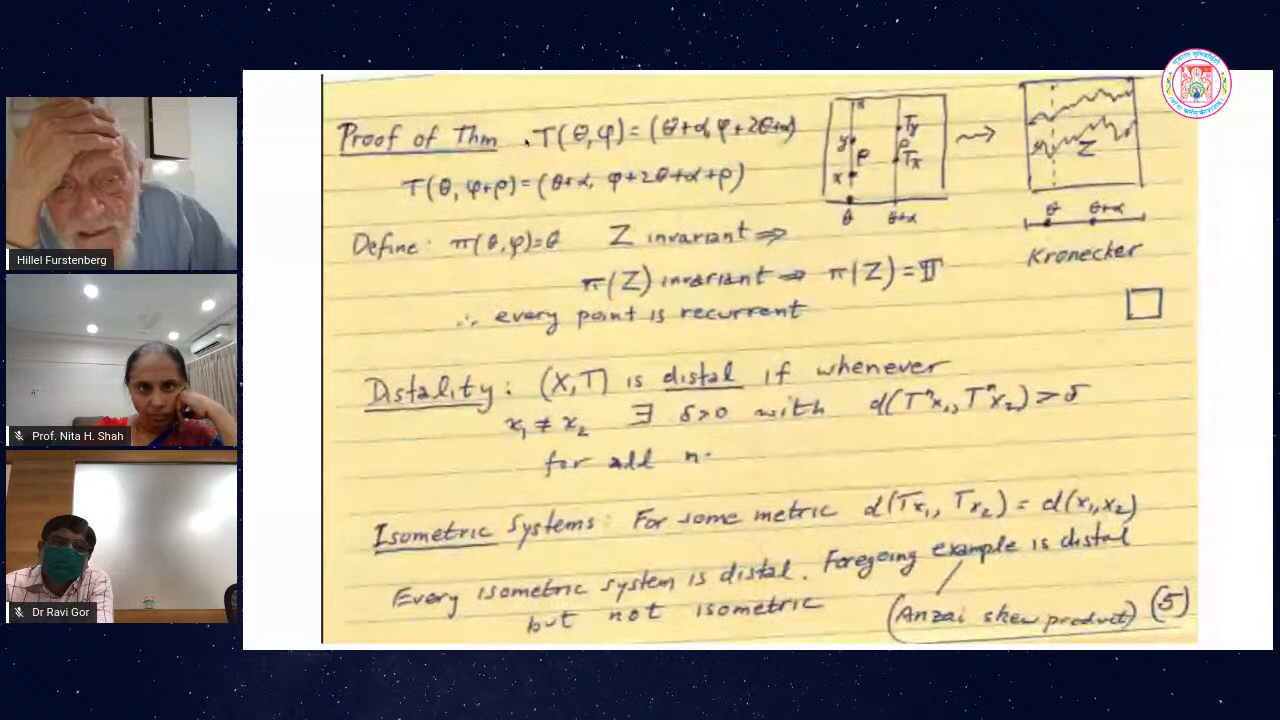 Hillel Furstenberg
Prof. Nita H. Shah
Dr Ravi Gor
Proof of Thm . T(θ,φ) = (θ+α, φ+2θ+α)
T(θ, φ+ρ) = (θ+α, φ+2θ+α+ρ)
Define: π(θ,φ)=θ Z invariant ⇒
π(Z) invariant ⇒ π(Z) = 𝕋
∴ every point is recurrent
y
ρ
x
θ
Ty
ρ
Tx
θ+α
Z
θ
θ+α
Kronecker
Distality: (X,T) is distal if whenever
x₁ ≠ x₂ ∃ δ>0 with d(Tⁿx₁, Tⁿx₂) > δ
for all n.
Isometric Systems: For some metric d(Tx₁, Tx₂) = d(x₁,x₂)
Every isometric system is distal. Foregoing example is distal
but not isometric
(Anzai skew product) (5)